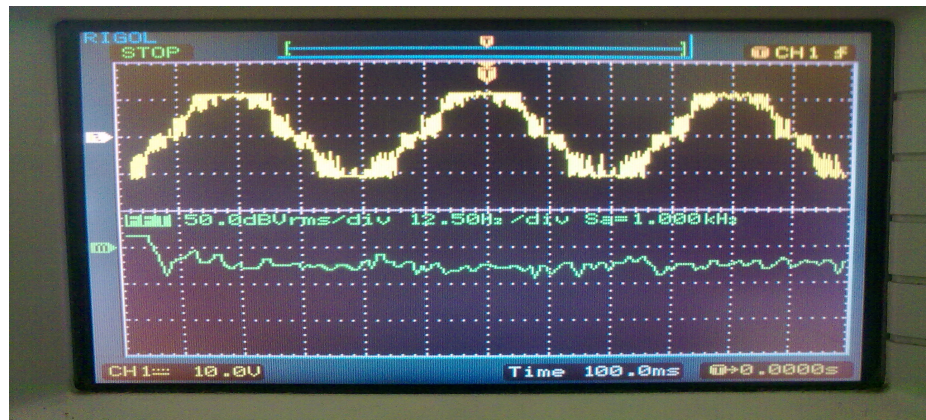 RIGOL
STOP
T
T CH1
T
1
FFT 50.0dBVrms/div 12.50Hz/div Sa=1.000kHz
m
CH1 10.0V Time 100.0ms T→0.0000s